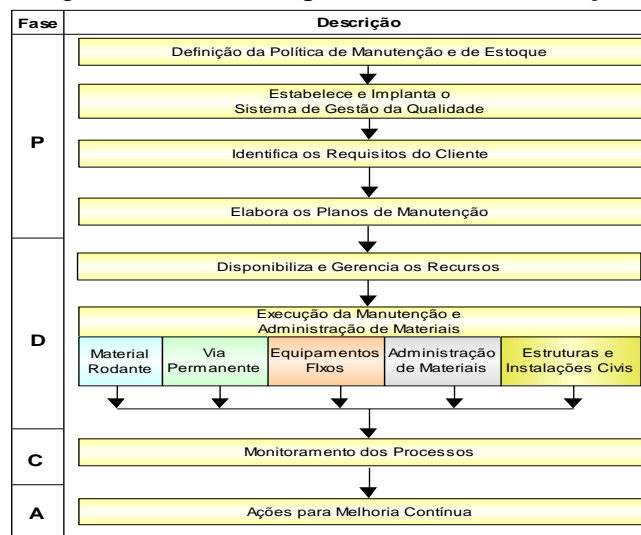 Fase Descrição
Definição da Política de Manutenção e de Estoque
Estabelece e Implanta o
Sistema de Gestão da Qualidade
P
Identifica os Requisitos do Cliente
Elabora os Planos de Manutenção
Disponibiliza e Gerencia os Recursos
D
Execução da Manutenção e
Administração de Materiais
Material
Rodante
Via
Permanente
Equipamentos
FIxos
Administração
de Materiais
Estruturas e
Instalações Civis
C
Monitoramento dos Processos
A
Ações para Melhoria Contínua